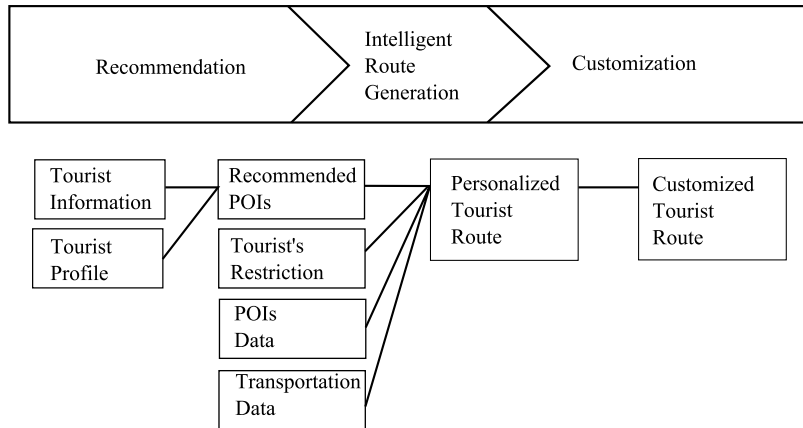 Recommendation
Intelligent
Route
Generation
Customization
Tourist
Information
Tourist
Profile
Recommended
POIs
Tourist's
Restriction
POIs
Data
Transportation
Data
Personalized
Tourist
Route
Customized
Tourist
Route